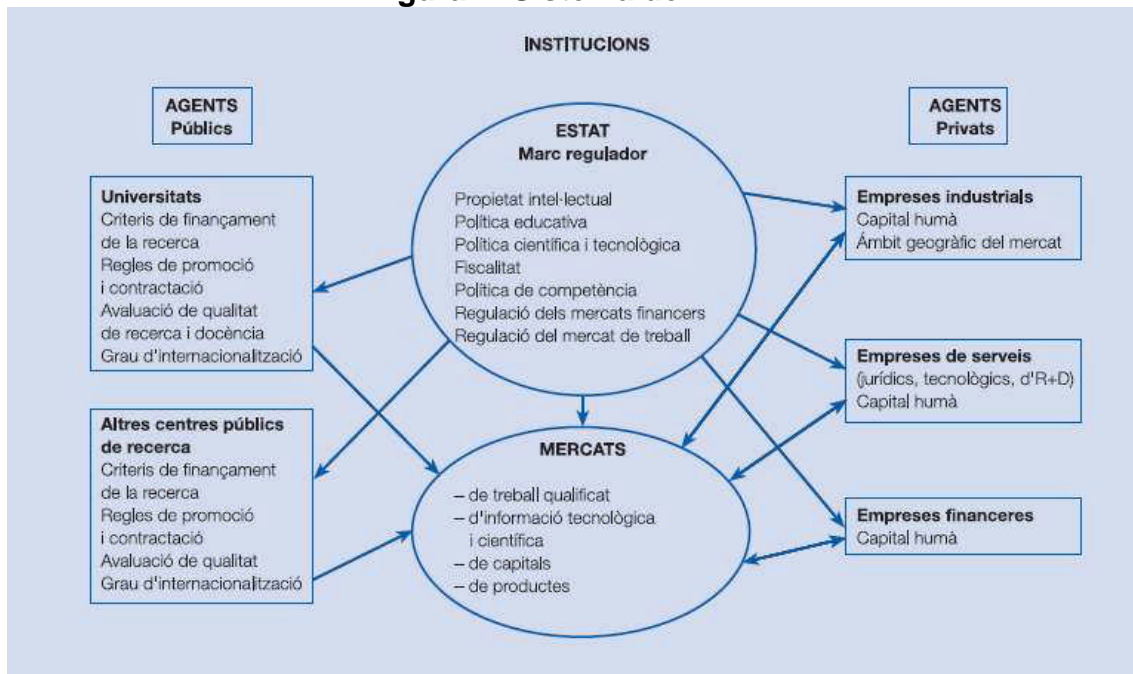 INSTITUCIONS
AGENTS
Públics
Universitats
Criteris de finançament
de la recerca
Regles de promoció
i contractació
Avaluació de qualitat
de recerca i docència
Grau d'internacionalització
Altres centres públics
de recerca
Criteris de finançament
de la recerca
Regles de promoció
i contractació
Avaluació de qualitat
Grau d'internacionalització
ESTAT
Marc regulador
Propietat intel·lectual
Política educativa
Política científica i tecnològica
Fiscalitat
Política de competència
Regulació dels mercats financers
Regulació del mercat de treball
MERCATS
– de treball qualificat
– d'informació tecnològica
i científica
– de capitals
– de productes
AGENTS
Privats
Empreses industrials
Capital humà
Ámbit geogràfic del mercat
Empreses de serveis
(jurídics, tecnològics, d'R+D)
Capital humà
Empreses financeres
Capital humà